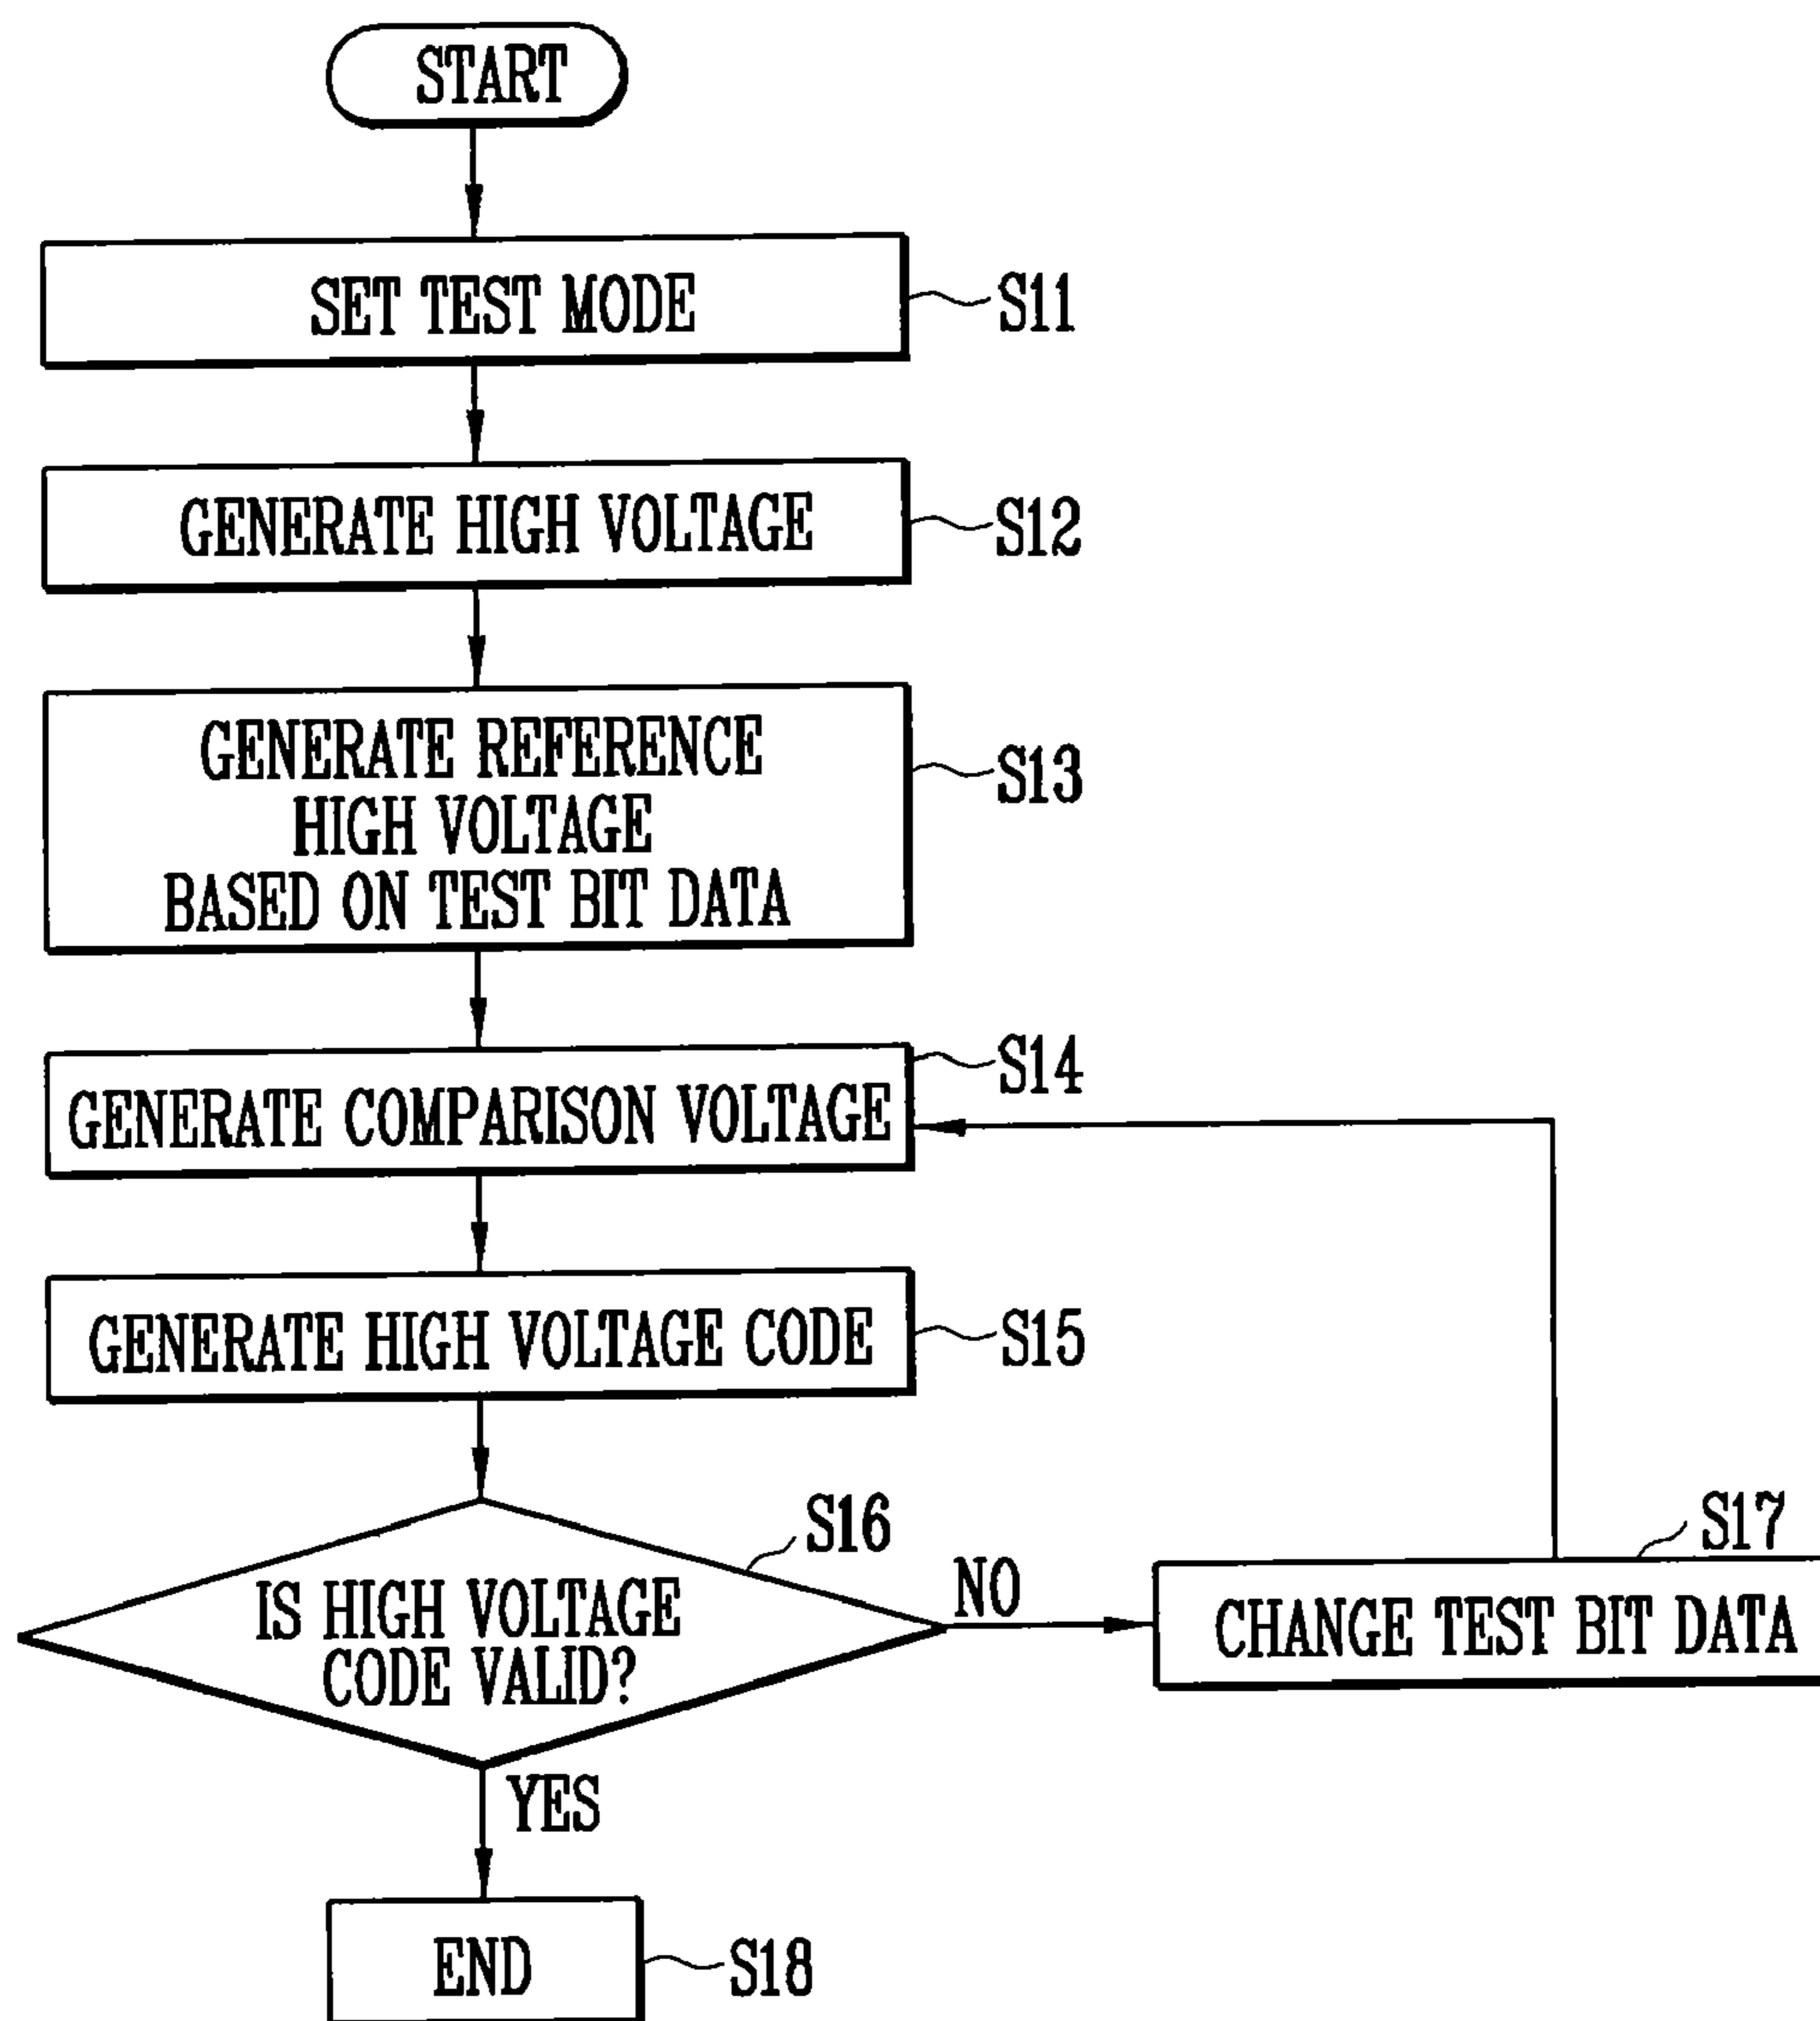 START
SET TEST MODE
S11
GENERATE HIGH VOLTAGE
S12
GENERATE REFERENCE
HIGH VOLTAGE
BASED ON TEST BIT DATA
S13
GENERATE COMPARISON VOLTAGE
S14
GENERATE HIGH VOLTAGE CODE
S15
IS HIGH VOLTAGE
CODE VALID?
S16
NO
CHANGE TEST BIT DATA
S17
YES
END
S18